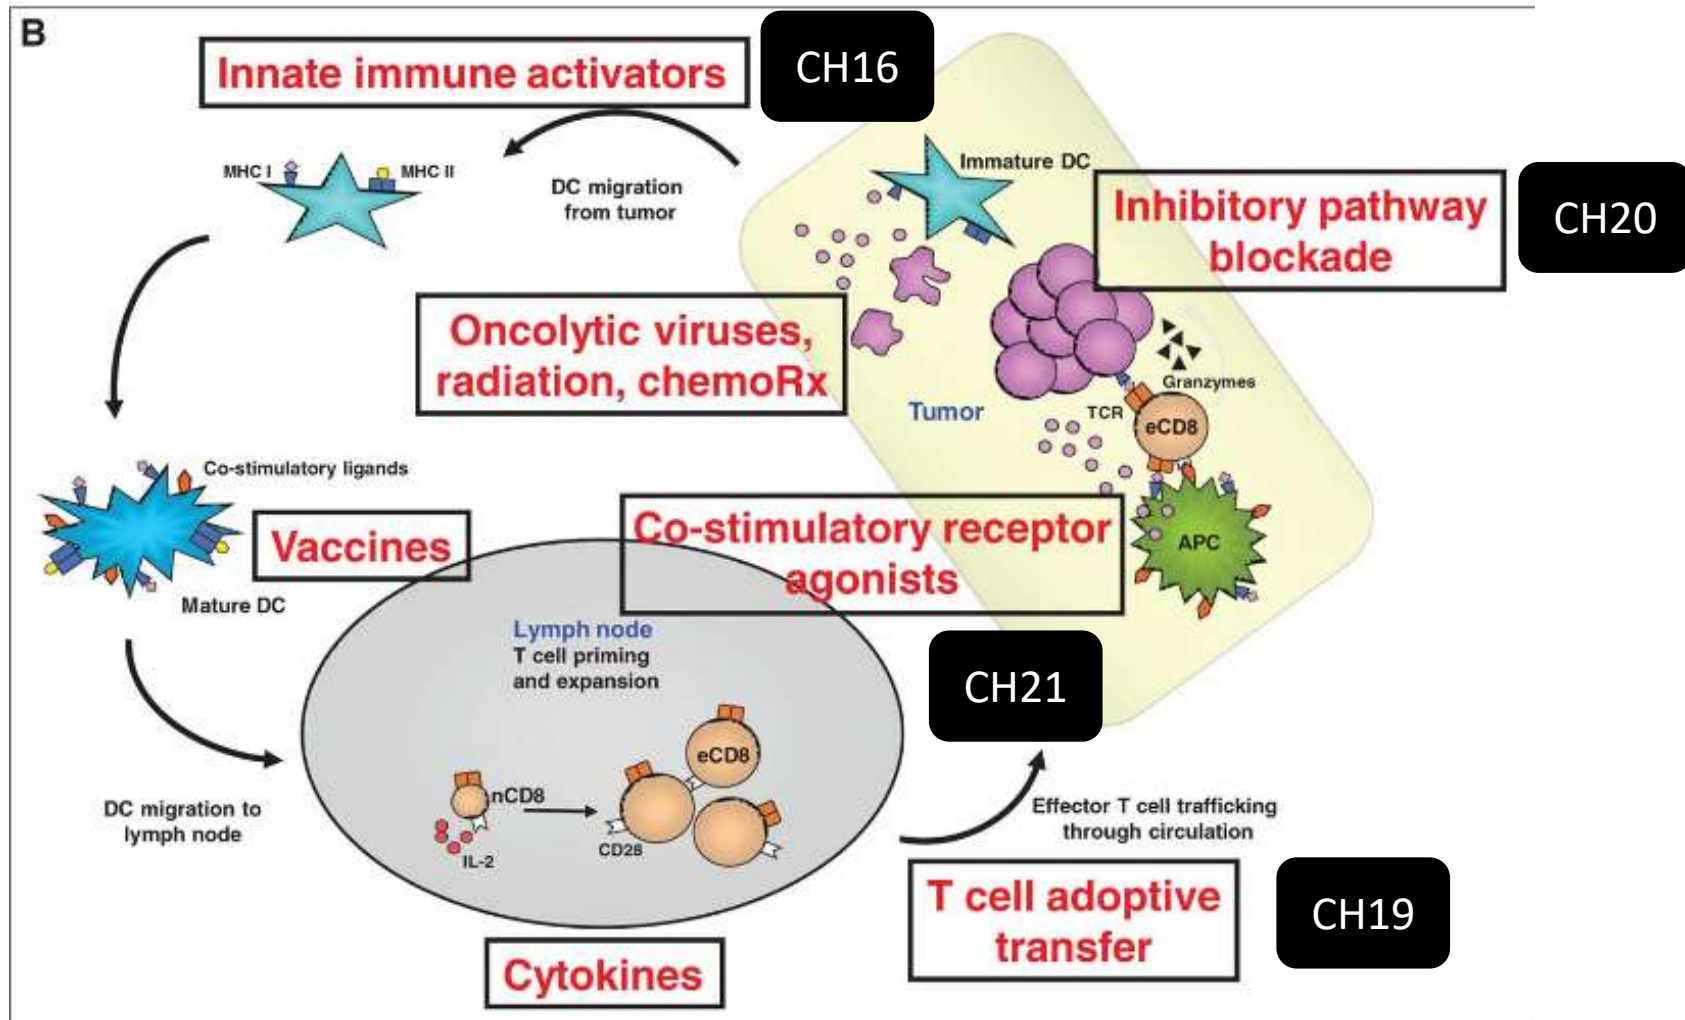 B
Innate immune activators
CH16
MHC I
MHC II
DC migration
from tumor
Immature DC
Inhibitory pathway
blockade
CH20
Oncolytic viruses,
radiation, chemoRx
Granzymes
Tumor
TCR
eCD8
Co-stimulatory ligands
Vaccines
Mature DC
Co-stimulatory receptor
agonists
APC
Lymph node
T cell priming
and expansion
CH21
eCD8
nCD8
IL-2
CD28
DC migration to
lymph node
Effector T cell trafficking
through circulation
T cell adoptive
transfer
CH19
Cytokines